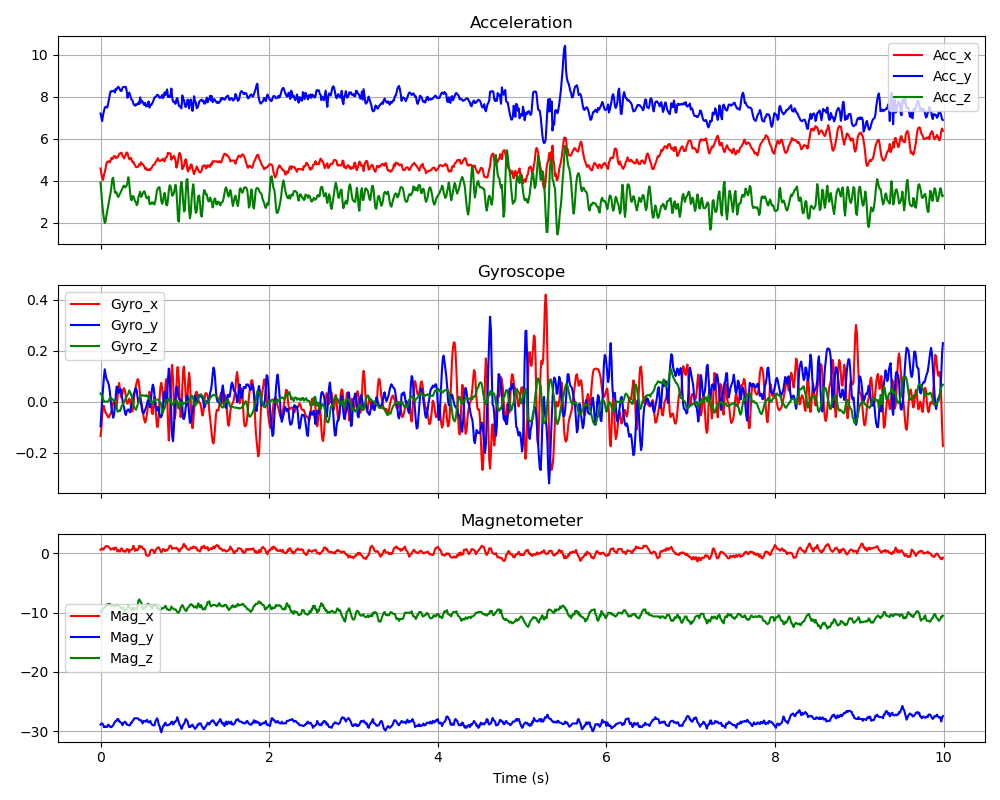 Acceleration
10
8
6
4
2
Acc_x
Acc_y
Acc_z
Gyroscope
0.4
0.2
0.0
−0.2
Gyro_x
Gyro_y
Gyro_z
Magnetometer
0
−10
−20
−30
Mag_x
Mag_y
Mag_z
0 2 4 6 8 10
Time (s)